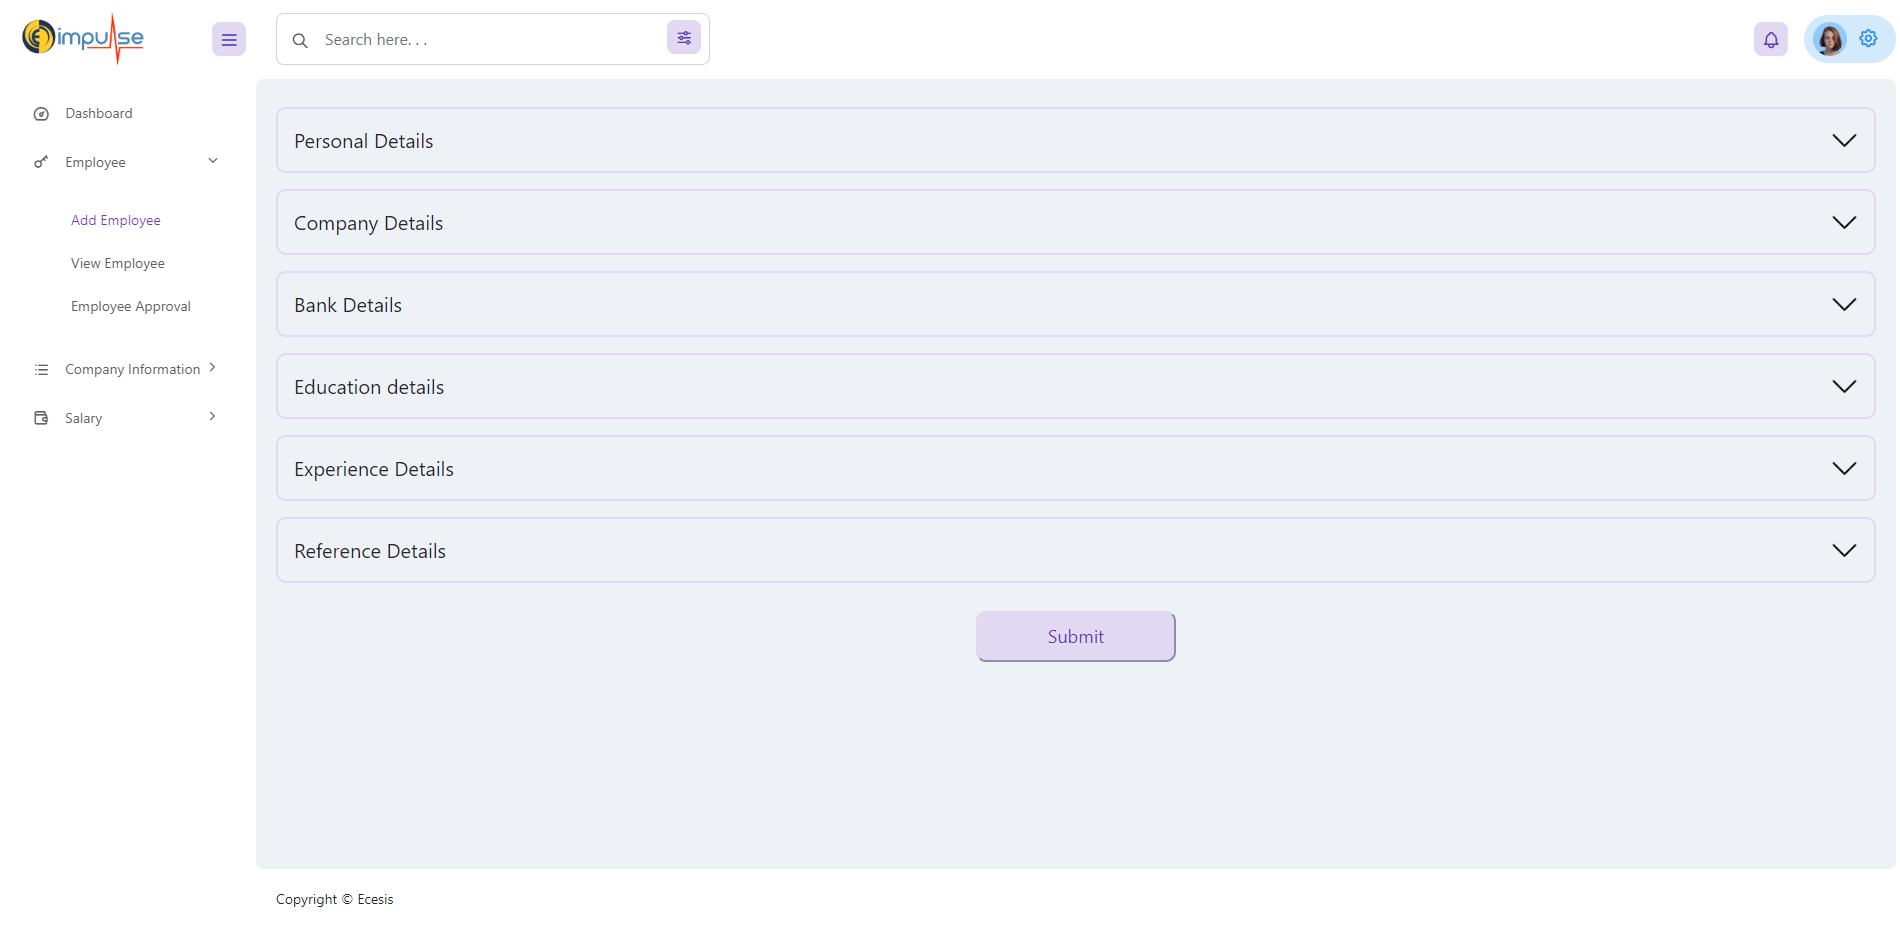 E impulse
Search here. . .
Dashboard
Employee
Add Employee
View Employee
Employee Approval
Company Information
Salary
Personal Details
Company Details
Bank Details
Education details
Experience Details
Reference Details
Submit
Copyright © Ecesis